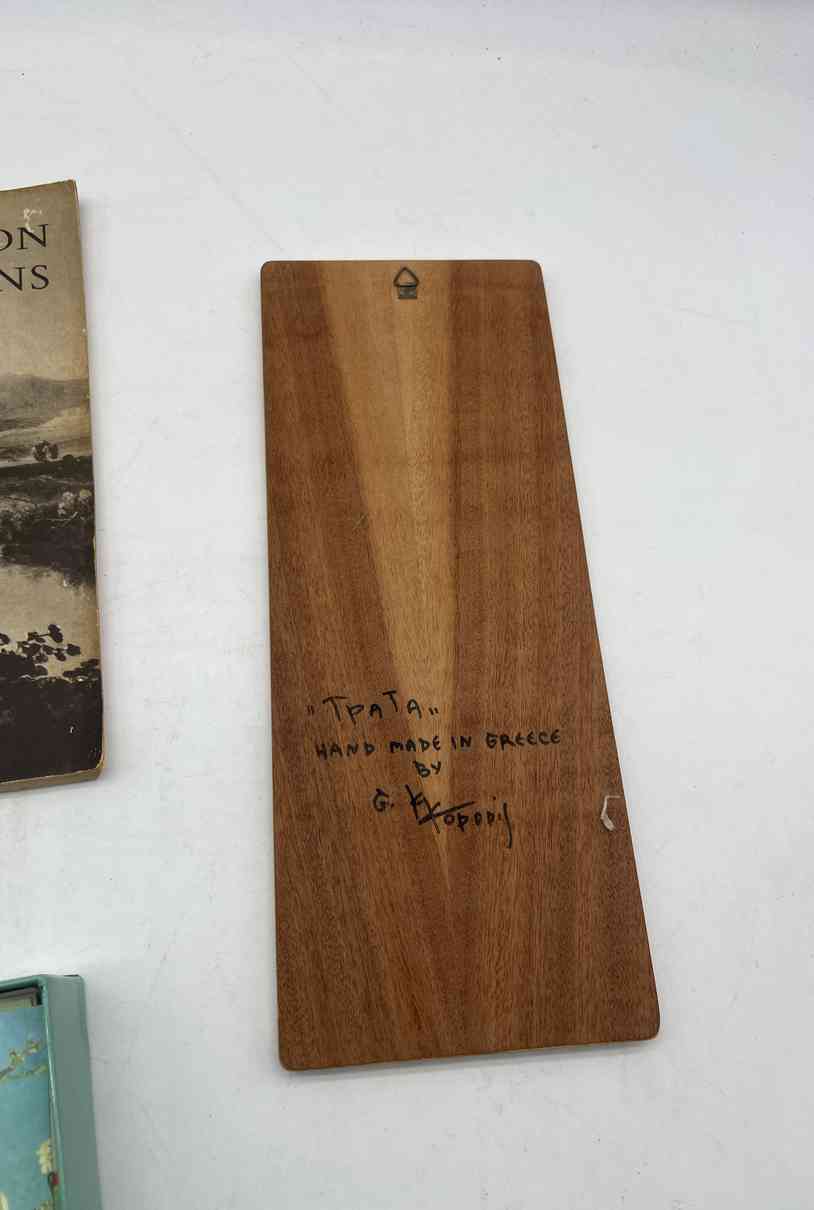 ON
NS
"ΤΡΑΤΑ"
HAND MADE IN GREECE
BY
G.